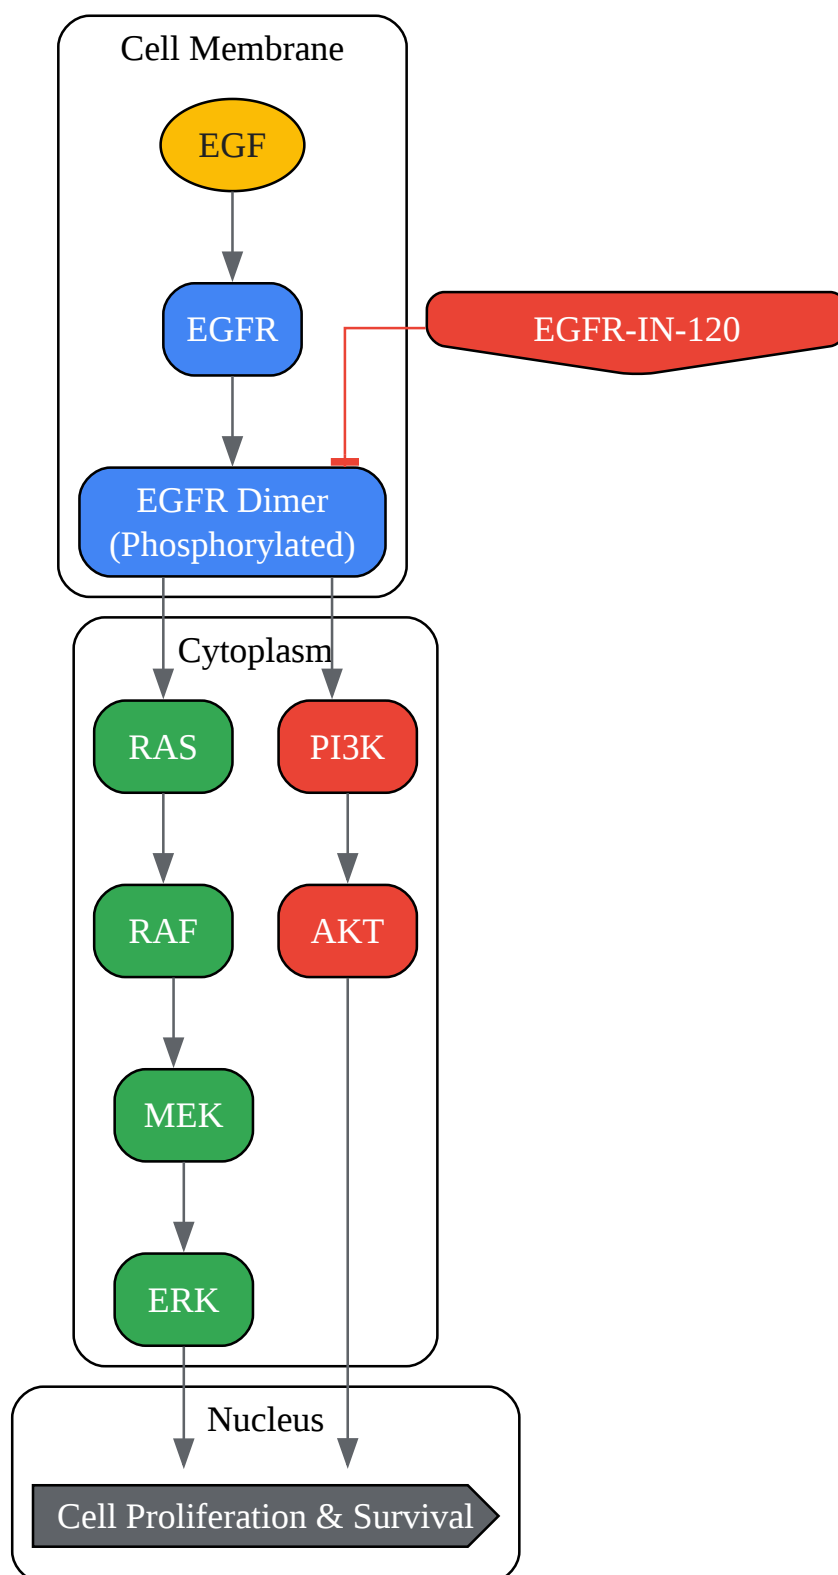 Cell Membrane
EGF
EGFR
EGFR-IN-120
EGFR Dimer
(Phosphorylated)
Cytoplasm
RAS
PI3K
RAF
AKT
MEK
ERK
Nucleus
Cell Proliferation & Survival